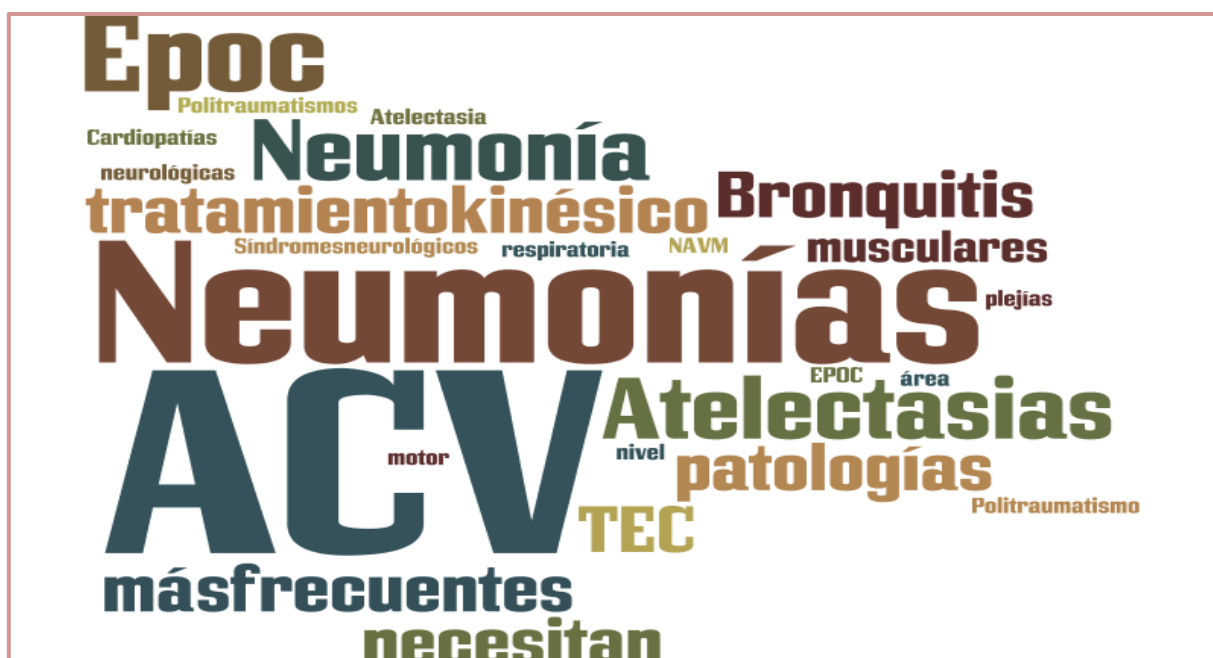 Epoc
Politraumatismos
Atelectasia
Cardiopatías
Neumonía
neurológicas
tratamientokinésico
Bronquitis
Síndromesneurológicos
respiratoria
NAVM
musculares
Neumonías
plejías
ACV
EPOC
área
Atelectasias
motor
nivel
patologías
Politraumatismo
TEC
másfrecuentes
necesitan